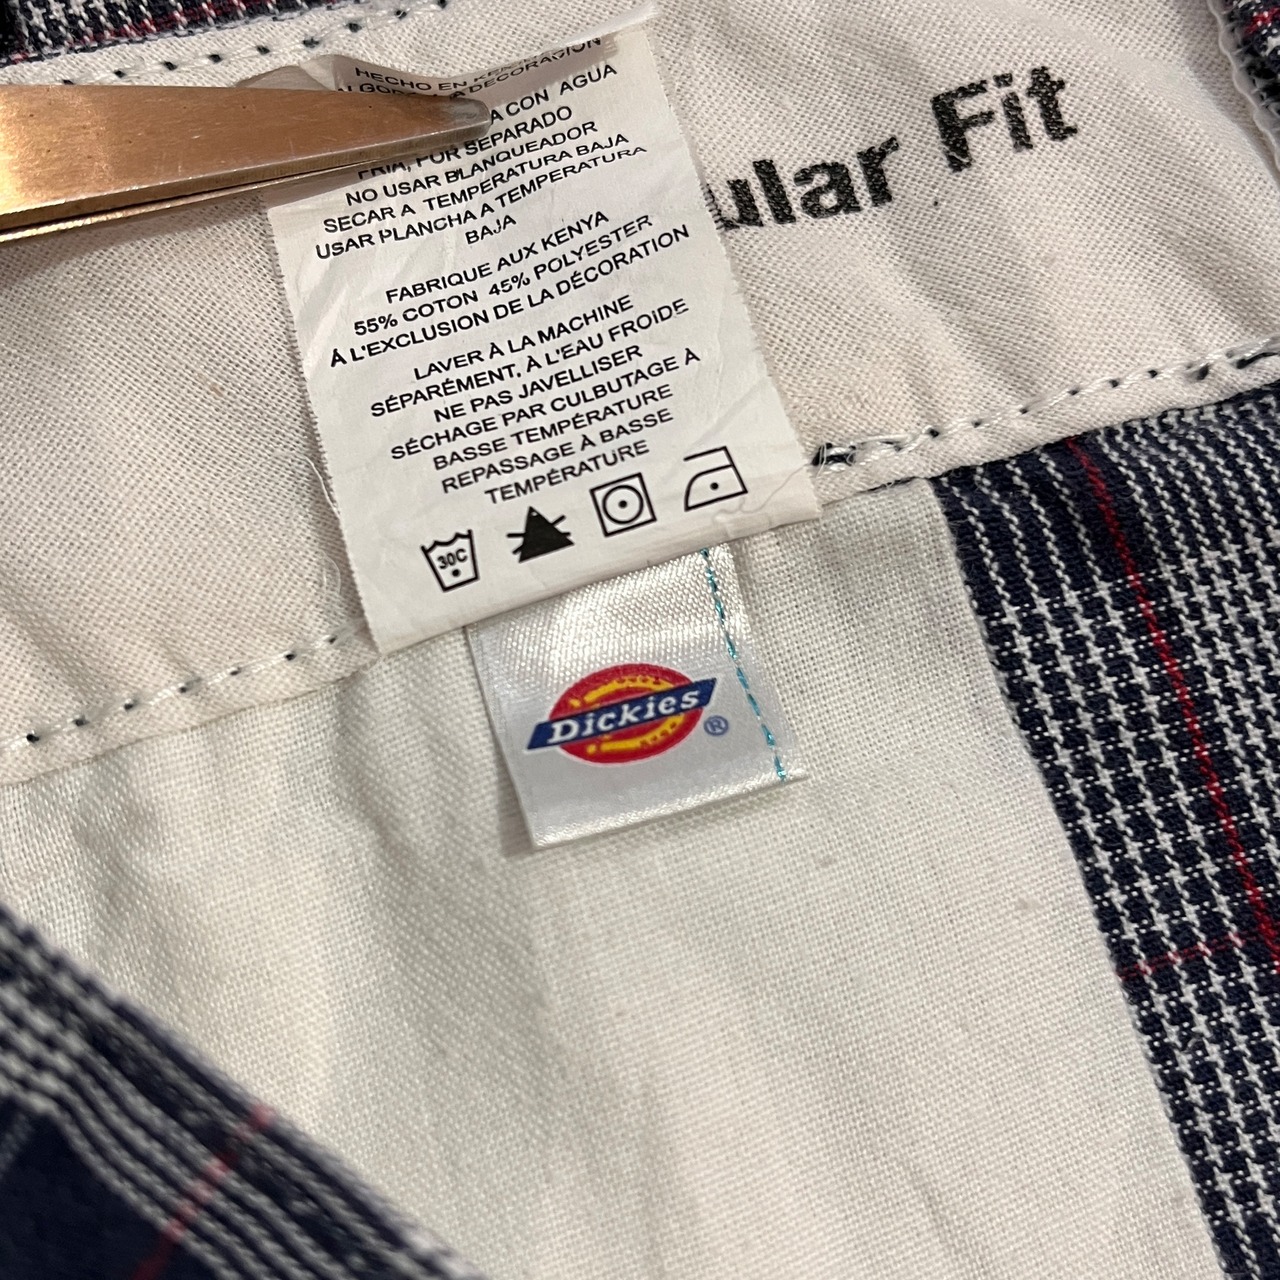 HECHO EN
DECORACIÓN
A CON AGUA
FRIA, POR SEPARADO
NO USAR BLANQUEADOR
SECAR A TEMPERATURA BAJA
USAR PLANCHA A TEMPERATURA
BAJA
FABRIQUE AUX KENYA
55% COTON 45% POLYESTER
À L'EXCLUSION DE LA DÉCORATION
LAVER À LA MACHINE
SÉPARÉMENT, À L'EAU FROIDE
NE PAS JAVELLISER
SÉCHAGE PAR CULBUTAGE À
BASSE TEMPÉRATURE
REPASSAGE À BASSE
TEMPÉRATURE
30C
ular Fit
Dickies ®